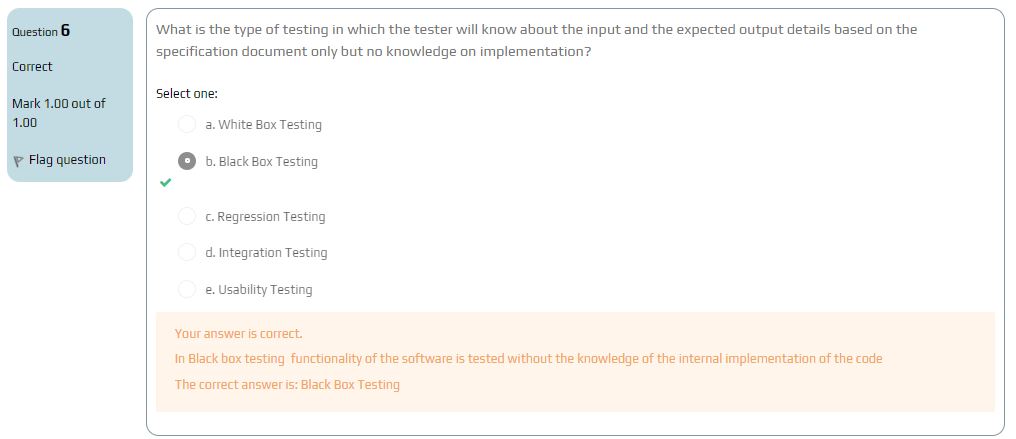 Question 6
Correct
Mark 1.00 out of
1.00
Flag question
What is the type of testing in which the tester will know about the input and the expected output details based on the
specification document only but no knowledge on implementation?
Select one:
a. White Box Testing
b. Black Box Testing
c. Regression Testing
d. Integration Testing
e. Usability Testing
Your answer is correct.
In Black box testing  functionality of the software is tested without the knowledge of the internal implementation of the code
The correct answer is: Black Box Testing